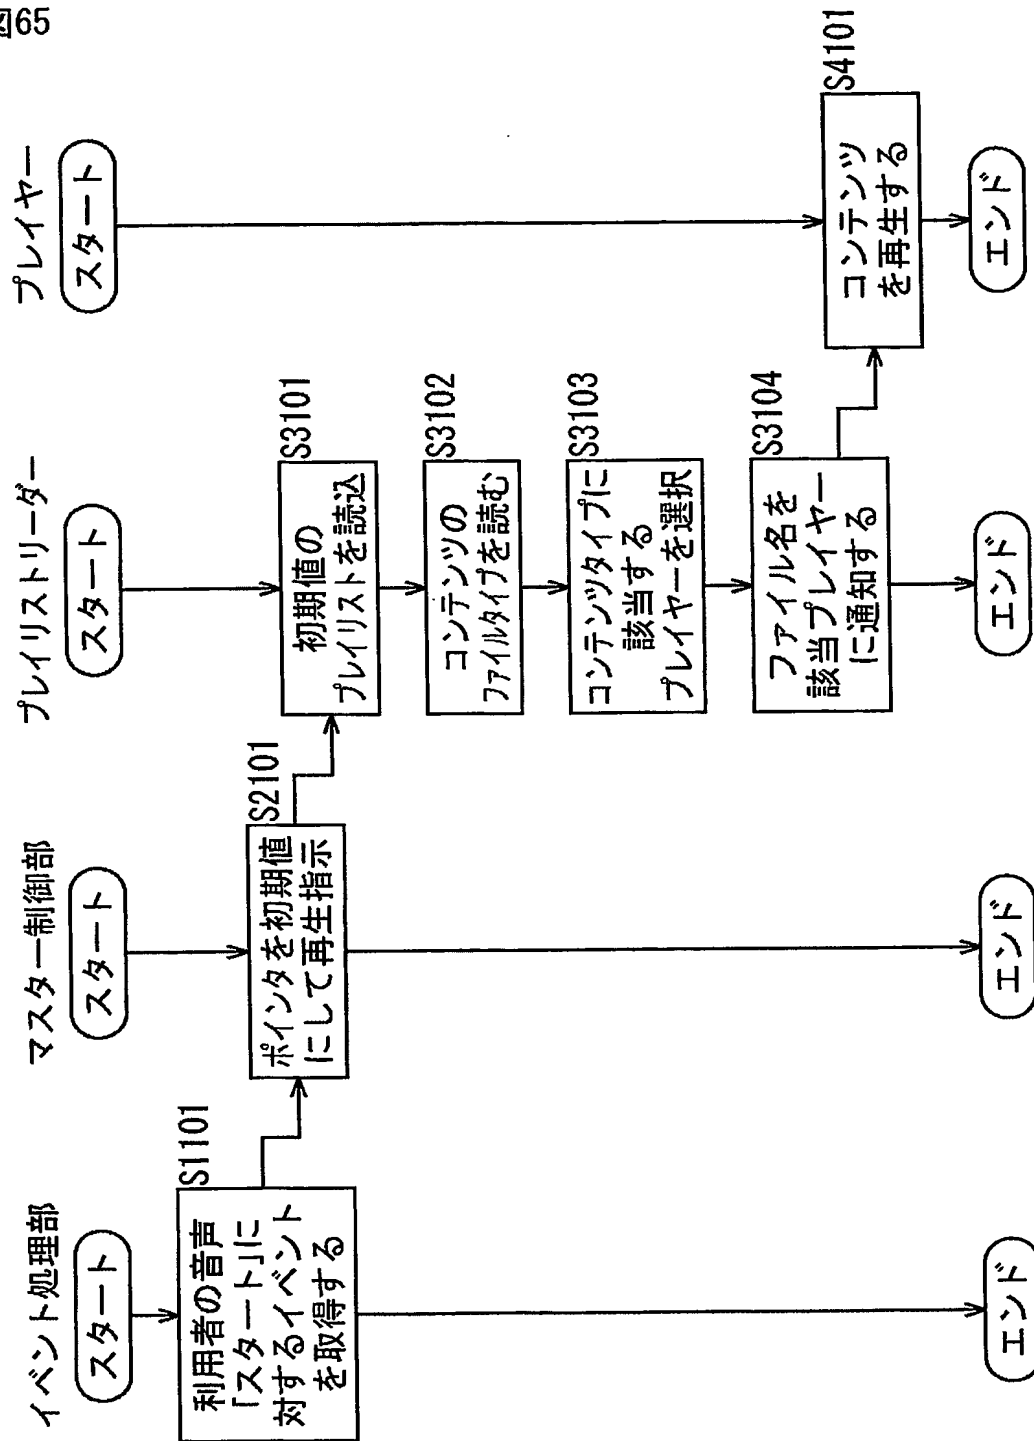 図65
イベント処理部
スタート
S1101
利用者の音声
「スタート」に
対するイベント
を取得する
エンド
マスター制御部
スタート
S2101
ポインタを初期値
にして再生指示
エンド
プレイリストリーダー
スタート
S3101
初期値の
プレイリストを読込
S3102
コンテンツの
ファイルタイプを読む
S3103
コンテンツタイプに
該当する
プレイヤーを選択
S3104
ファイル名を
該当プレイヤー
に通知する
エンド
プレイヤー
スタート
S4101
コンテンツ
を再生する
エンド